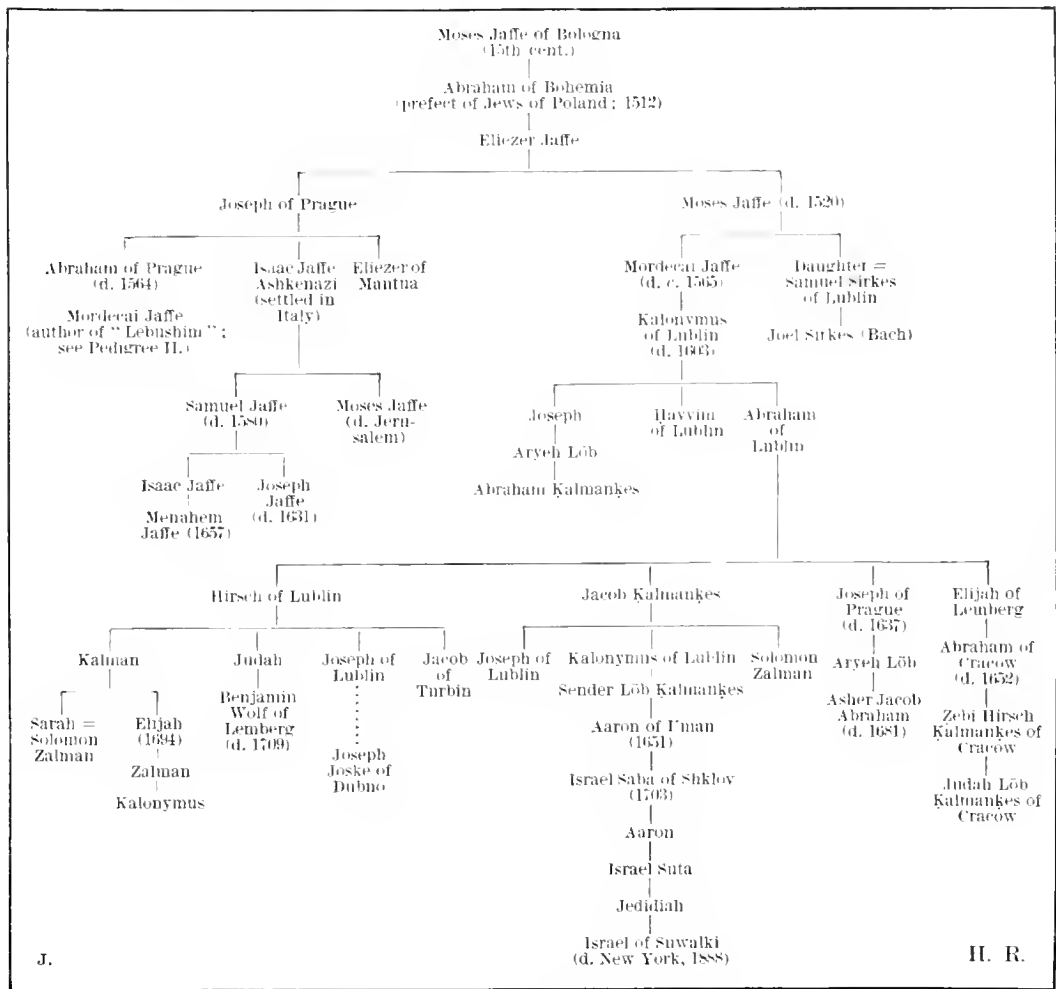 Moses Jaffe of Bologna
(15th cent.)
Abraham of Bohemia
(prefect of Jews of Poland; 1512)
Eliezer Jaffe
Joseph of Prague
Moses Jaffe (d. 1520)
Abraham of Prague
(d. 1564)
Isaac Jaffe
Ashkenazi
(settled in
Italy)
Eliezer of
Mantua
Mordecai Jaffe
(d. c. 1565)
Daughter =
Samuel Sirkes
of Lublin
Mordecai Jaffe
(author of "Lebushim";
see Pedigree II.)
Kalonymus
of Lublin
(d. 1603)
Joel Sirkes (Bach)
Samuel Jaffe
(d. 1580)
Moses Jaffe
(d. Jeru-
salem)
Joseph
Ḥayyim
of Lublin
Abraham
of
Lublin
Aryeh Löb
Abraham Ḳalmanḳes
Isaac Jaffe
Joseph
Jaffe
(d. 1631)
Menahem
Jaffe (1657)
Hirsch of Lublin
Jacob Ḳalmanḳes
Joseph of
Prague
(d. 1637)
Elijah of
Lemberg
Kalman
Judah
Joseph of
Lublin
Jacob
of
Turbin
Joseph of
Lublin
Kalonymus of Lublin
Solomon
Zalman
Aryeh Löb
Abraham of
Cracow
(d. 1652)
Sarah =
Solomon
Zalman
Elijah
(1694)
Benjamin
Wolf of
Lemberg
(d. 1709)
Sender Löb Ḳalmanḳes
Asher Jacob
Abraham
(d. 1681)
Zebi Hirsch
Ḳalmanḳes
of Cracow
Zalman
Kalonymus
Joseph
Joske of
Dubno
Aaron of Uman
(1651)
Israel Saba of Shklov
(1703)
Judah Löb
Ḳalmanḳes of
Cracow
Aaron
Israel Suta
Jedidiah
Israel of Suwalki
(d. New York, 1888)
J.
H. R.